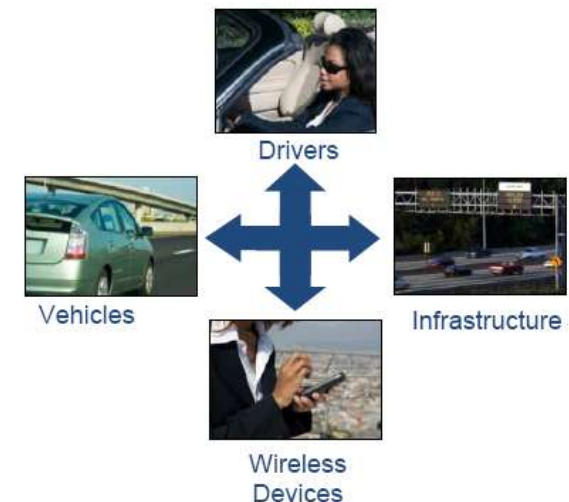 Drivers
Vehicles
Infrastructure
Wireless
Devices